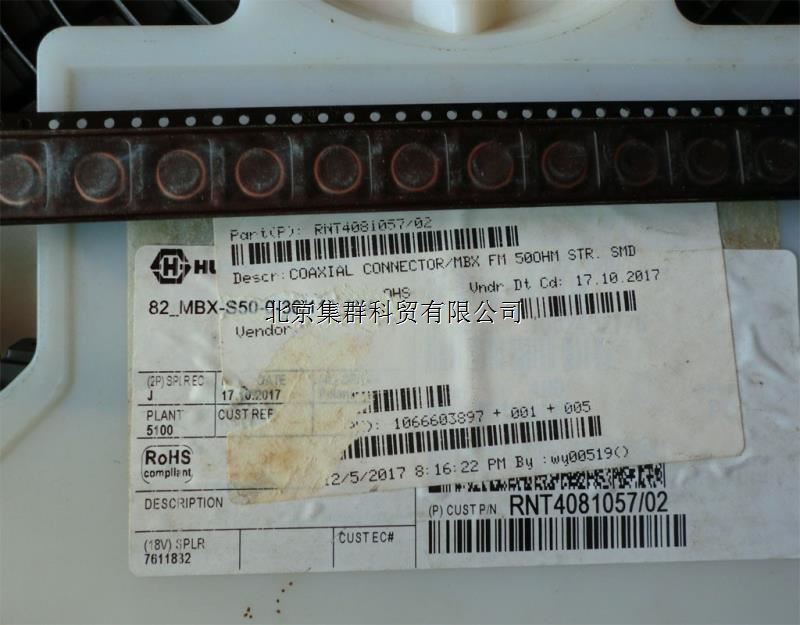 Part(P): RNT4081057/02
Descr:COAXIAL CONNECTOR/MBX FM 50OHM STR. SMD
OHS Vndr Dt Cd: 17.10.2017
HU
82_MBX-S50-
北京集群科贸有限公司
Vendor:
(2P) SPLR EC
J
DATE
17.10.2017
PLANT
5100
CUST REF
1066603897 + 001 + 005
RoHS
compliant
12/5/2017 8:16:22 PM By :wy00519()
DESCRIPTION
(P) CUST P/N RNT4081057/02
(18V) SPLR
7611832
CUST EC#